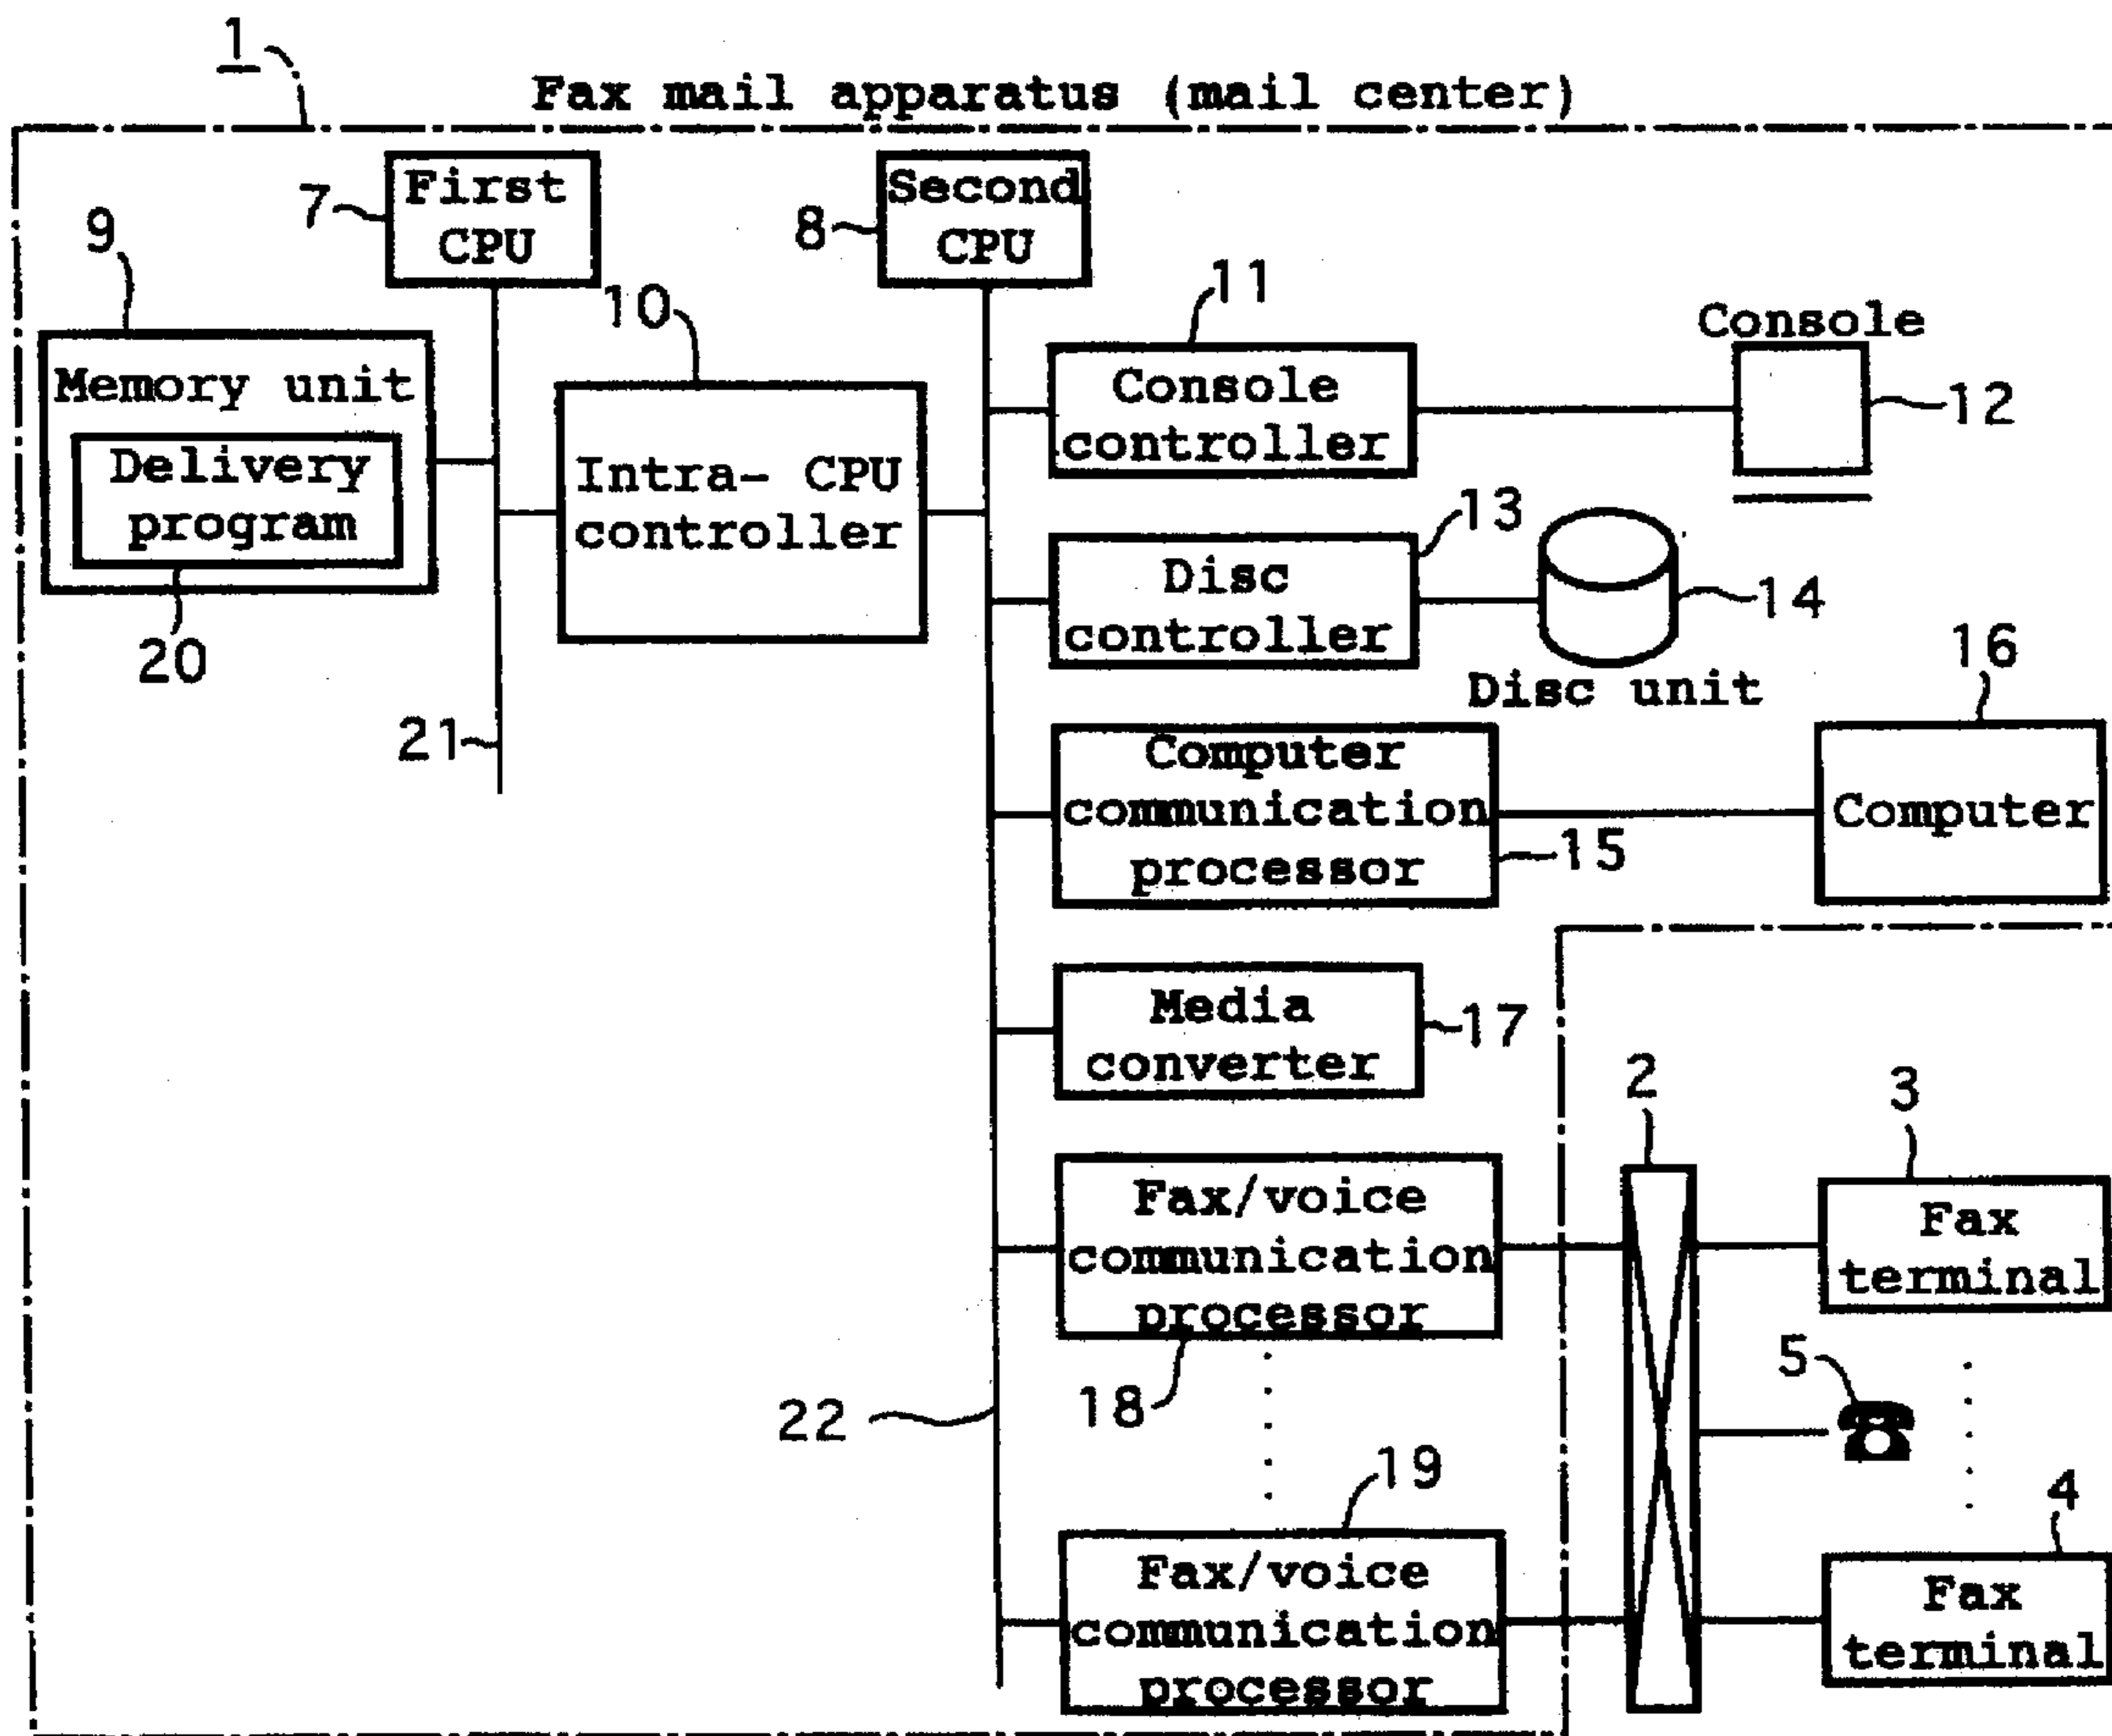 1
Fax mail apparatus (mail center)
7
First
CPU
8
Second
CPU
9
Memory unit
Delivery
program
20
10
Intra- CPU
controller
21
11
Console
controller
Console
12
13
Disc
controller
14
Disc unit
Computer
communication
processor
15
16
Computer
Media
converter
17
2
3
Fax/voice
communication
processor
18
Fax
terminal
5
22
19
Fax/voice
communication
processor
4
Fax
terminal